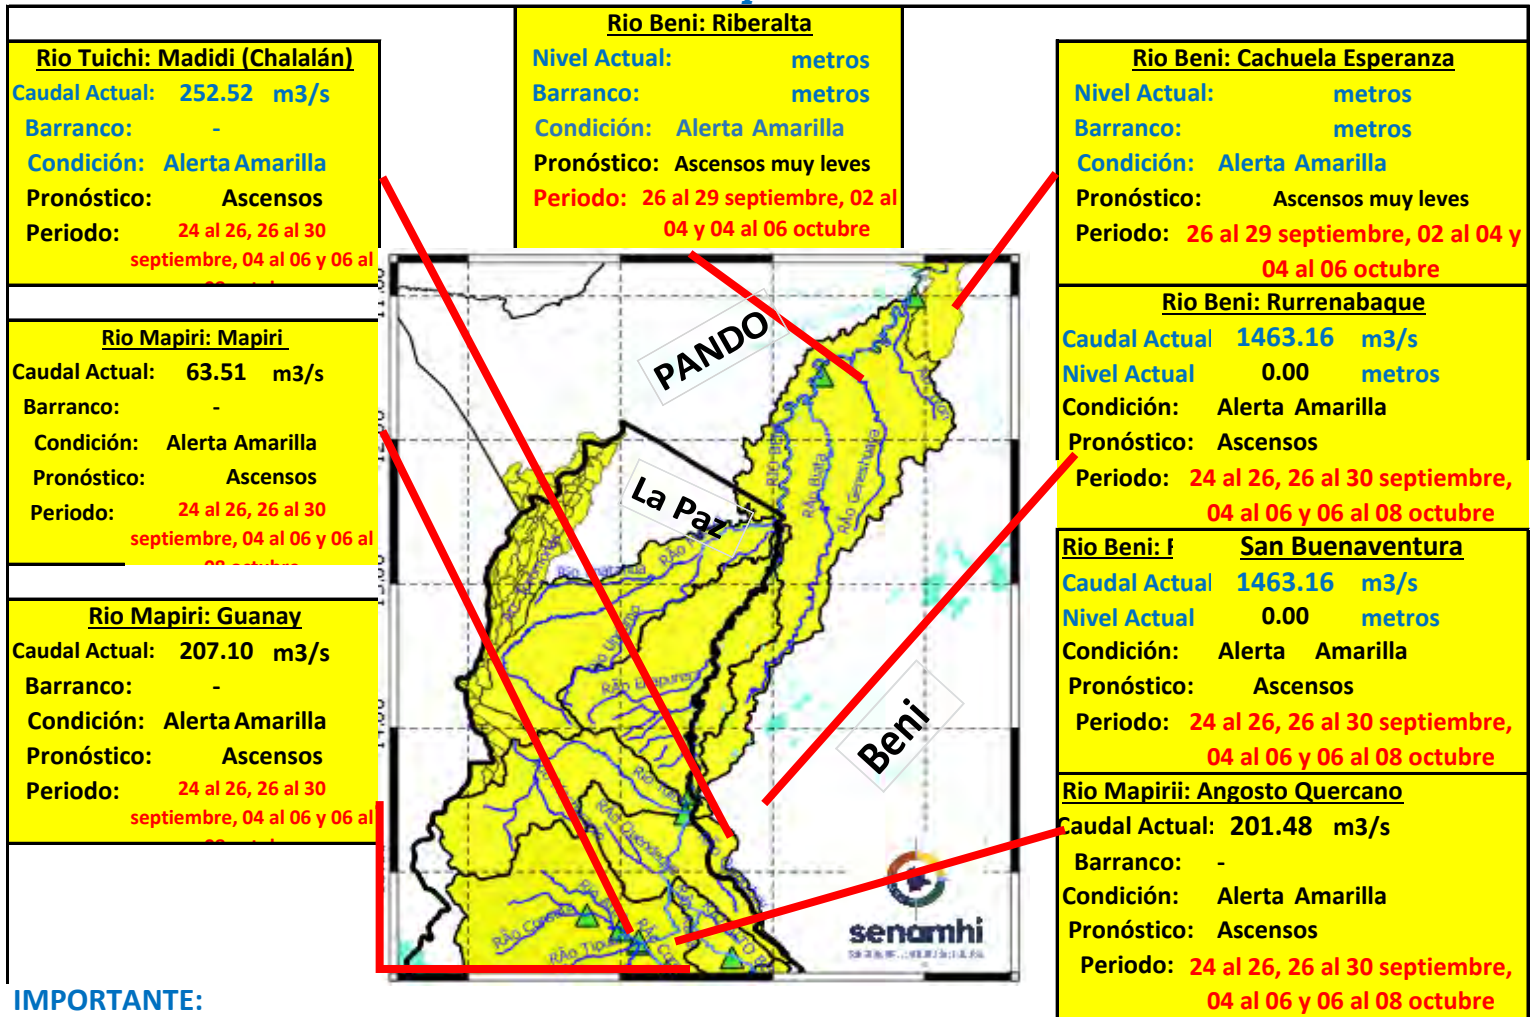 Rio Tuichi: Madidi (Chalalán)
Caudal Actual: 252.52 m3/s
Barranco: -
Condición: Alerta Amarilla
Pronóstico: Ascensos
Periodo: 24 al 26, 26 al 30
septiembre, 04 al 06 y 06 al
Rio Mapiri: Mapiri
Caudal Actual: 63.51 m3/s
Barranco: -
Condición: Alerta Amarilla
Pronóstico: Ascensos
Periodo: 24 al 26, 26 al 30
septiembre, 04 al 06 y 06 al
Rio Mapiri: Guanay
Caudal Actual: 207.10 m3/s
Barranco: -
Condición: Alerta Amarilla
Pronóstico: Ascensos
Periodo: 24 al 26, 26 al 30
septiembre, 04 al 06 y 06 al
Rio Beni: Riberalta
Nivel Actual: metros
Barranco: metros
Condición: Alerta Amarilla
Pronóstico: Ascensos muy leves
Periodo: 26 al 29 septiembre, 02 al
04 y 04 al 06 octubre
PANDO
La Paz
Beni
RÃo Biata
RÃo Geneshuaya
senamhi
Rio Beni: Cachuela Esperanza
Nivel Actual: metros
Barranco: metros
Condición: Alerta Amarilla
Pronóstico: Ascensos muy leves
Periodo: 26 al 29 septiembre, 02 al 04 y
04 al 06 octubre
Rio Beni: Rurrenabaque
Caudal Actual 1463.16 m3/s
Nivel Actual 0.00 metros
Condición: Alerta Amarilla
Pronóstico: Ascensos
Periodo: 24 al 26, 26 al 30 septiembre,
04 al 06 y 06 al 08 octubre
Rio Beni: San Buenaventura
Caudal Actual 1463.16 m3/s
Nivel Actual 0.00 metros
Condición: Alerta Amarilla
Pronóstico: Ascensos
Periodo: 24 al 26, 26 al 30 septiembre,
04 al 06 y 06 al 08 octubre
Rio Mapirii: Angosto Quercano
Caudal Actual: 201.48 m3/s
Barranco: -
Condición: Alerta Amarilla
Pronóstico: Ascensos
Periodo: 24 al 26, 26 al 30 septiembre,
04 al 06 y 06 al 08 octubre
IMPORTANTE: